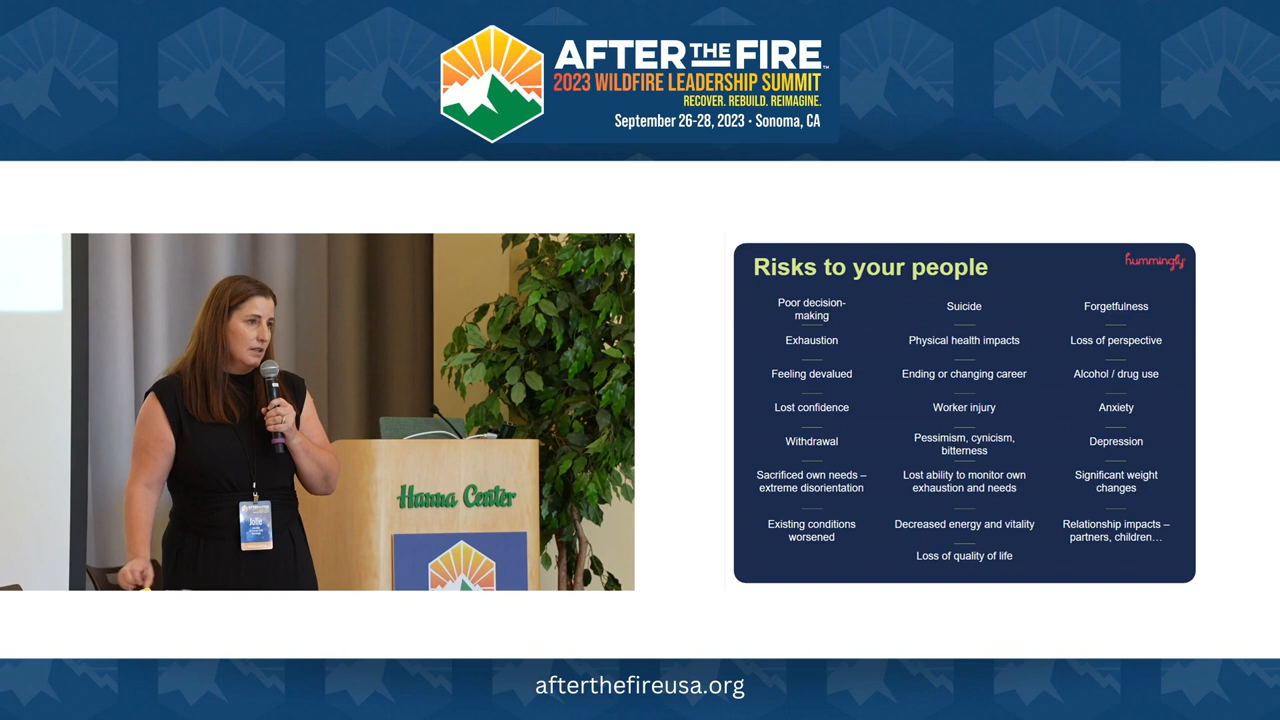 AFTER THE FIRE™
2023 WILDFIRE LEADERSHIP SUMMIT
RECOVER. REBUILD. REIMAGINE.
September 26-28, 2023 • Sonoma, CA
Jolie
Hanna Center
hummingly
Risks to your people
Poor decision-
making
Exhaustion
Feeling devalued
Lost confidence
Withdrawal
Sacrificed own needs –
extreme disorientation
Existing conditions
worsened
Suicide
Physical health impacts
Ending or changing career
Worker injury
Pessimism, cynicism,
bitterness
Lost ability to monitor own
exhaustion and needs
Decreased energy and vitality
Loss of quality of life
Forgetfulness
Loss of perspective
Alcohol / drug use
Anxiety
Depression
Significant weight
changes
Relationship impacts –
partners, children…
afterthefireusa.org